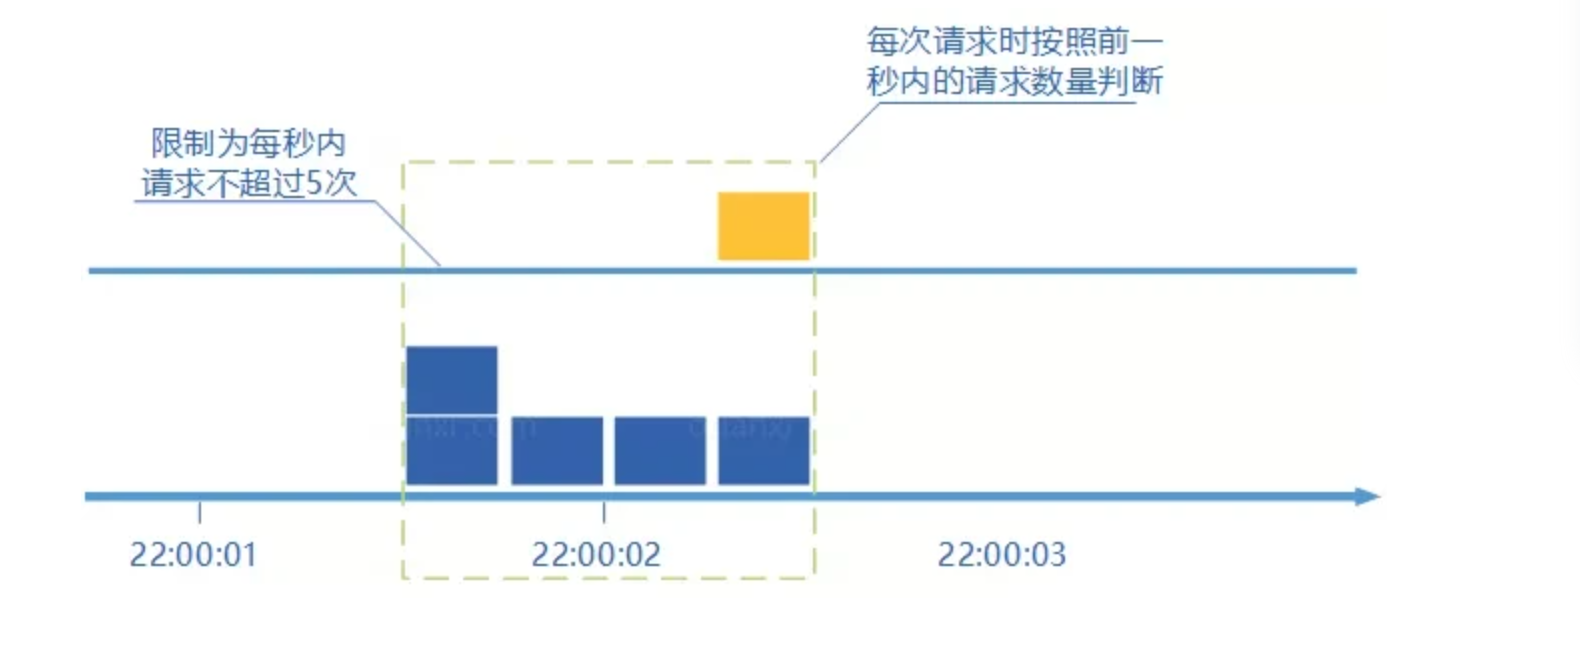 每次请求时按照前一
秒内的请求数量判断
限制为每秒内
请求不超过5次
22:00:01
22:00:02
22:00:03